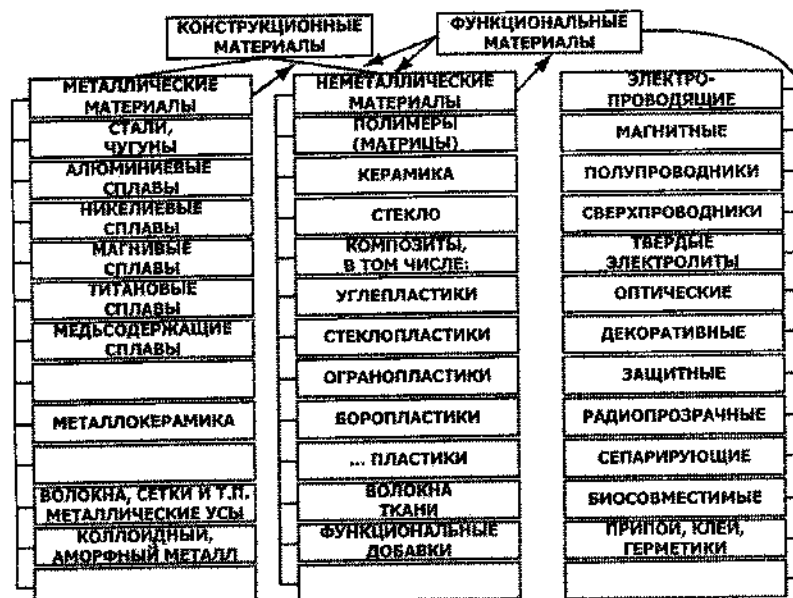 КОНСТРУКЦИОННЫЕ
МАТЕРИАЛЫ
ФУНКЦИОНАЛЬНЫЕ
МАТЕРИАЛЫ
МЕТАЛЛИЧЕСКИЕ
МАТЕРИАЛЫ
СТАЛИ,
ЧУГУНЫ
АЛЮМИНИЕВЫЕ
СПЛАВЫ
НИКЕЛИЕВЫЕ
СПЛАВЫ
МАГНИВЫЕ
СПЛАВЫ
ТИТАНОВЫЕ
СПЛАВЫ
МЕДЬСОДЕРЖАЩИЕ
СПЛАВЫ
МЕТАЛЛОКЕРАМИКА
ВОЛОКНА, СЕТКИ И Т.П.
МЕТАЛЛИЧЕСКИЕ УСЫ
КОЛЛОИДНЫЙ,
АМОРФНЫЙ МЕТАЛЛ
НЕМЕТАЛЛИЧЕСКИЕ
МАТЕРИАЛЫ
ПОЛИМЕРЫ
(МАТРИЦЫ)
КЕРАМИКА
СТЕКЛО
КОМПОЗИТЫ,
В ТОМ ЧИСЛЕ:
УГЛЕПЛАСТИКИ
СТЕКЛОПЛАСТИКИ
ОГРАНОПЛАСТИКИ
БОРОПЛАСТИКИ
... ПЛАСТИКИ
ВОЛОКНА
ТКАНИ
ФУНКЦИОНАЛЬНЫЕ
ДОБАВКИ
ЭЛЕКТРО-
ПРОВОДЯЩИЕ
МАГНИТНЫЕ
ПОЛУПРОВОДНИКИ
СВЕРХПРОВОДНИКИ
ТВЕРДЫЕ
ЭЛЕКТРОЛИТЫ
ОПТИЧЕСКИЕ
ДЕКОРАТИВНЫЕ
ЗАЩИТНЫЕ
РАДИОПРОЗРАЧНЫЕ
СЕПАРИРУЮЩИЕ
БИОСОВМЕСТИМЫЕ
ПРИПОИ, КЛЕИ,
ГЕРМЕТИКИ